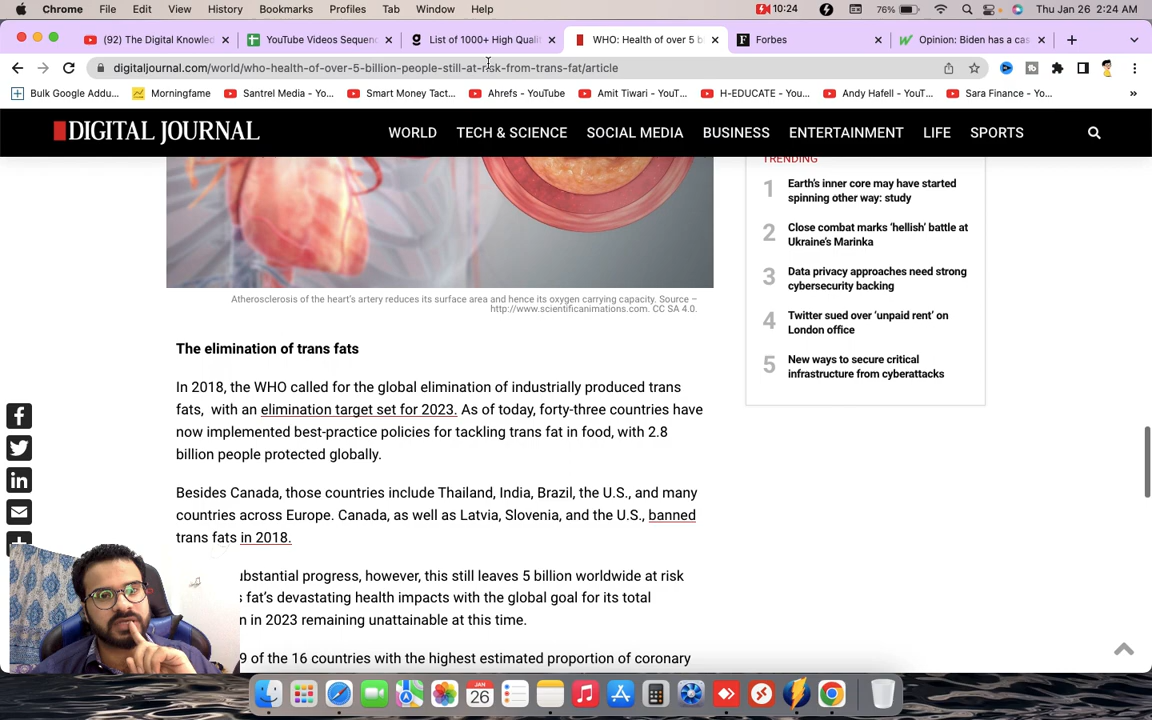 Chrome File Edit View History Bookmarks Profiles Tab Window Help 10:24 76% Thu Jan 26 2:24 AM
(92) The Digital Knowled YouTube Videos Sequenc List of 1000+ High Quali WHO: Health of over 5 b Forbes Opinion: Biden has a cas
digitaljournal.com/world/who-health-of-over-5-billion-people-still-at-risk-from-trans-fat/article
Bulk Google Addu... Morningfame Santrel Media - Yo... Smart Money Tact... Ahrefs - YouTube Amit Tiwari - YouT... H-EDUCATE - You... Andy Hafell - YouT... Sara Finance - Yo... »
DIGITAL JOURNAL WORLD TECH & SCIENCE SOCIAL MEDIA BUSINESS ENTERTAINMENT LIFE SPORTS
TRENDING
1 Earth's inner core may have started
spinning other way: study
2 Close combat marks 'hellish' battle at
Ukraine's Marinka
3 Data privacy approaches need strong
cybersecurity backing
4 Twitter sued over 'unpaid rent' on
London office
5 New ways to secure critical
infrastructure from cyberattacks
Atherosclerosis of the heart's artery reduces its surface area and hence its oxygen carrying capacity. Source –
http://www.scientificanimations.com. CC SA 4.0.
The elimination of trans fats
In 2018, the WHO called for the global elimination of industrially produced trans
fats, with an elimination target set for 2023. As of today, forty-three countries have
now implemented best-practice policies for tackling trans fat in food, with 2.8
billion people protected globally.
Besides Canada, those countries include Thailand, India, Brazil, the U.S., and many
countries across Europe. Canada, as well as Latvia, Slovenia, and the U.S., banned
trans fats in 2018.
ubstantial progress, however, this still leaves 5 billion worldwide at risk
s fat's devastating health impacts with the global goal for its total
n in 2023 remaining unattainable at this time.
9 of the 16 countries with the highest estimated proportion of coronary
JAN
26